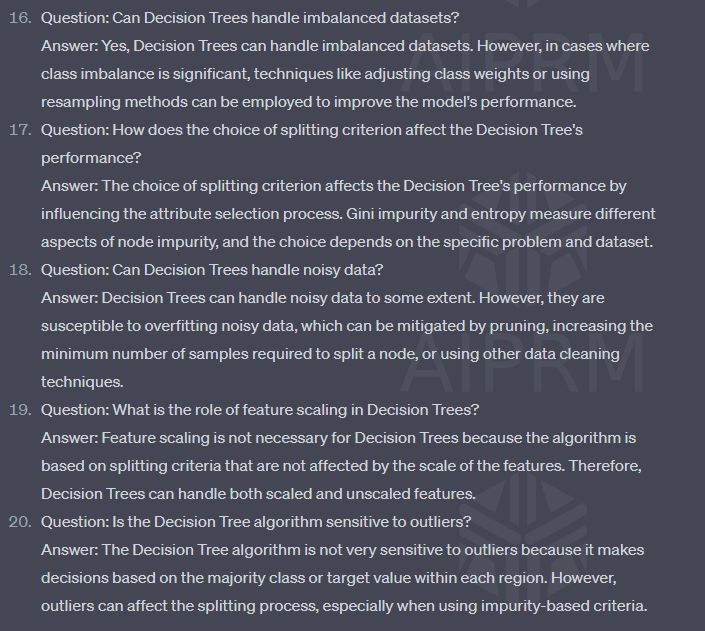 16. Question: Can Decision Trees handle imbalanced datasets?
Answer: Yes, Decision Trees can handle imbalanced datasets. However, in cases where
class imbalance is significant, techniques like adjusting class weights or using
resampling methods can be employed to improve the model's performance.
17. Question: How does the choice of splitting criterion affect the Decision Tree's
performance?
Answer: The choice of splitting criterion affects the Decision Tree's performance by
influencing the attribute selection process. Gini impurity and entropy measure different
aspects of node impurity, and the choice depends on the specific problem and dataset.
18. Question: Can Decision Trees handle noisy data?
Answer: Decision Trees can handle noisy data to some extent. However, they are
susceptible to overfitting noisy data, which can be mitigated by pruning, increasing the
minimum number of samples required to split a node, or using other data cleaning
techniques.
19. Question: What is the role of feature scaling in Decision Trees?
Answer: Feature scaling is not necessary for Decision Trees because the algorithm is
based on splitting criteria that are not affected by the scale of the features. Therefore,
Decision Trees can handle both scaled and unscaled features.
20. Question: Is the Decision Tree algorithm sensitive to outliers?
Answer: The Decision Tree algorithm is not very sensitive to outliers because it makes
decisions based on the majority class or target value within each region. However,
outliers can affect the splitting process, especially when using impurity-based criteria.
AIPRM
AIPRM